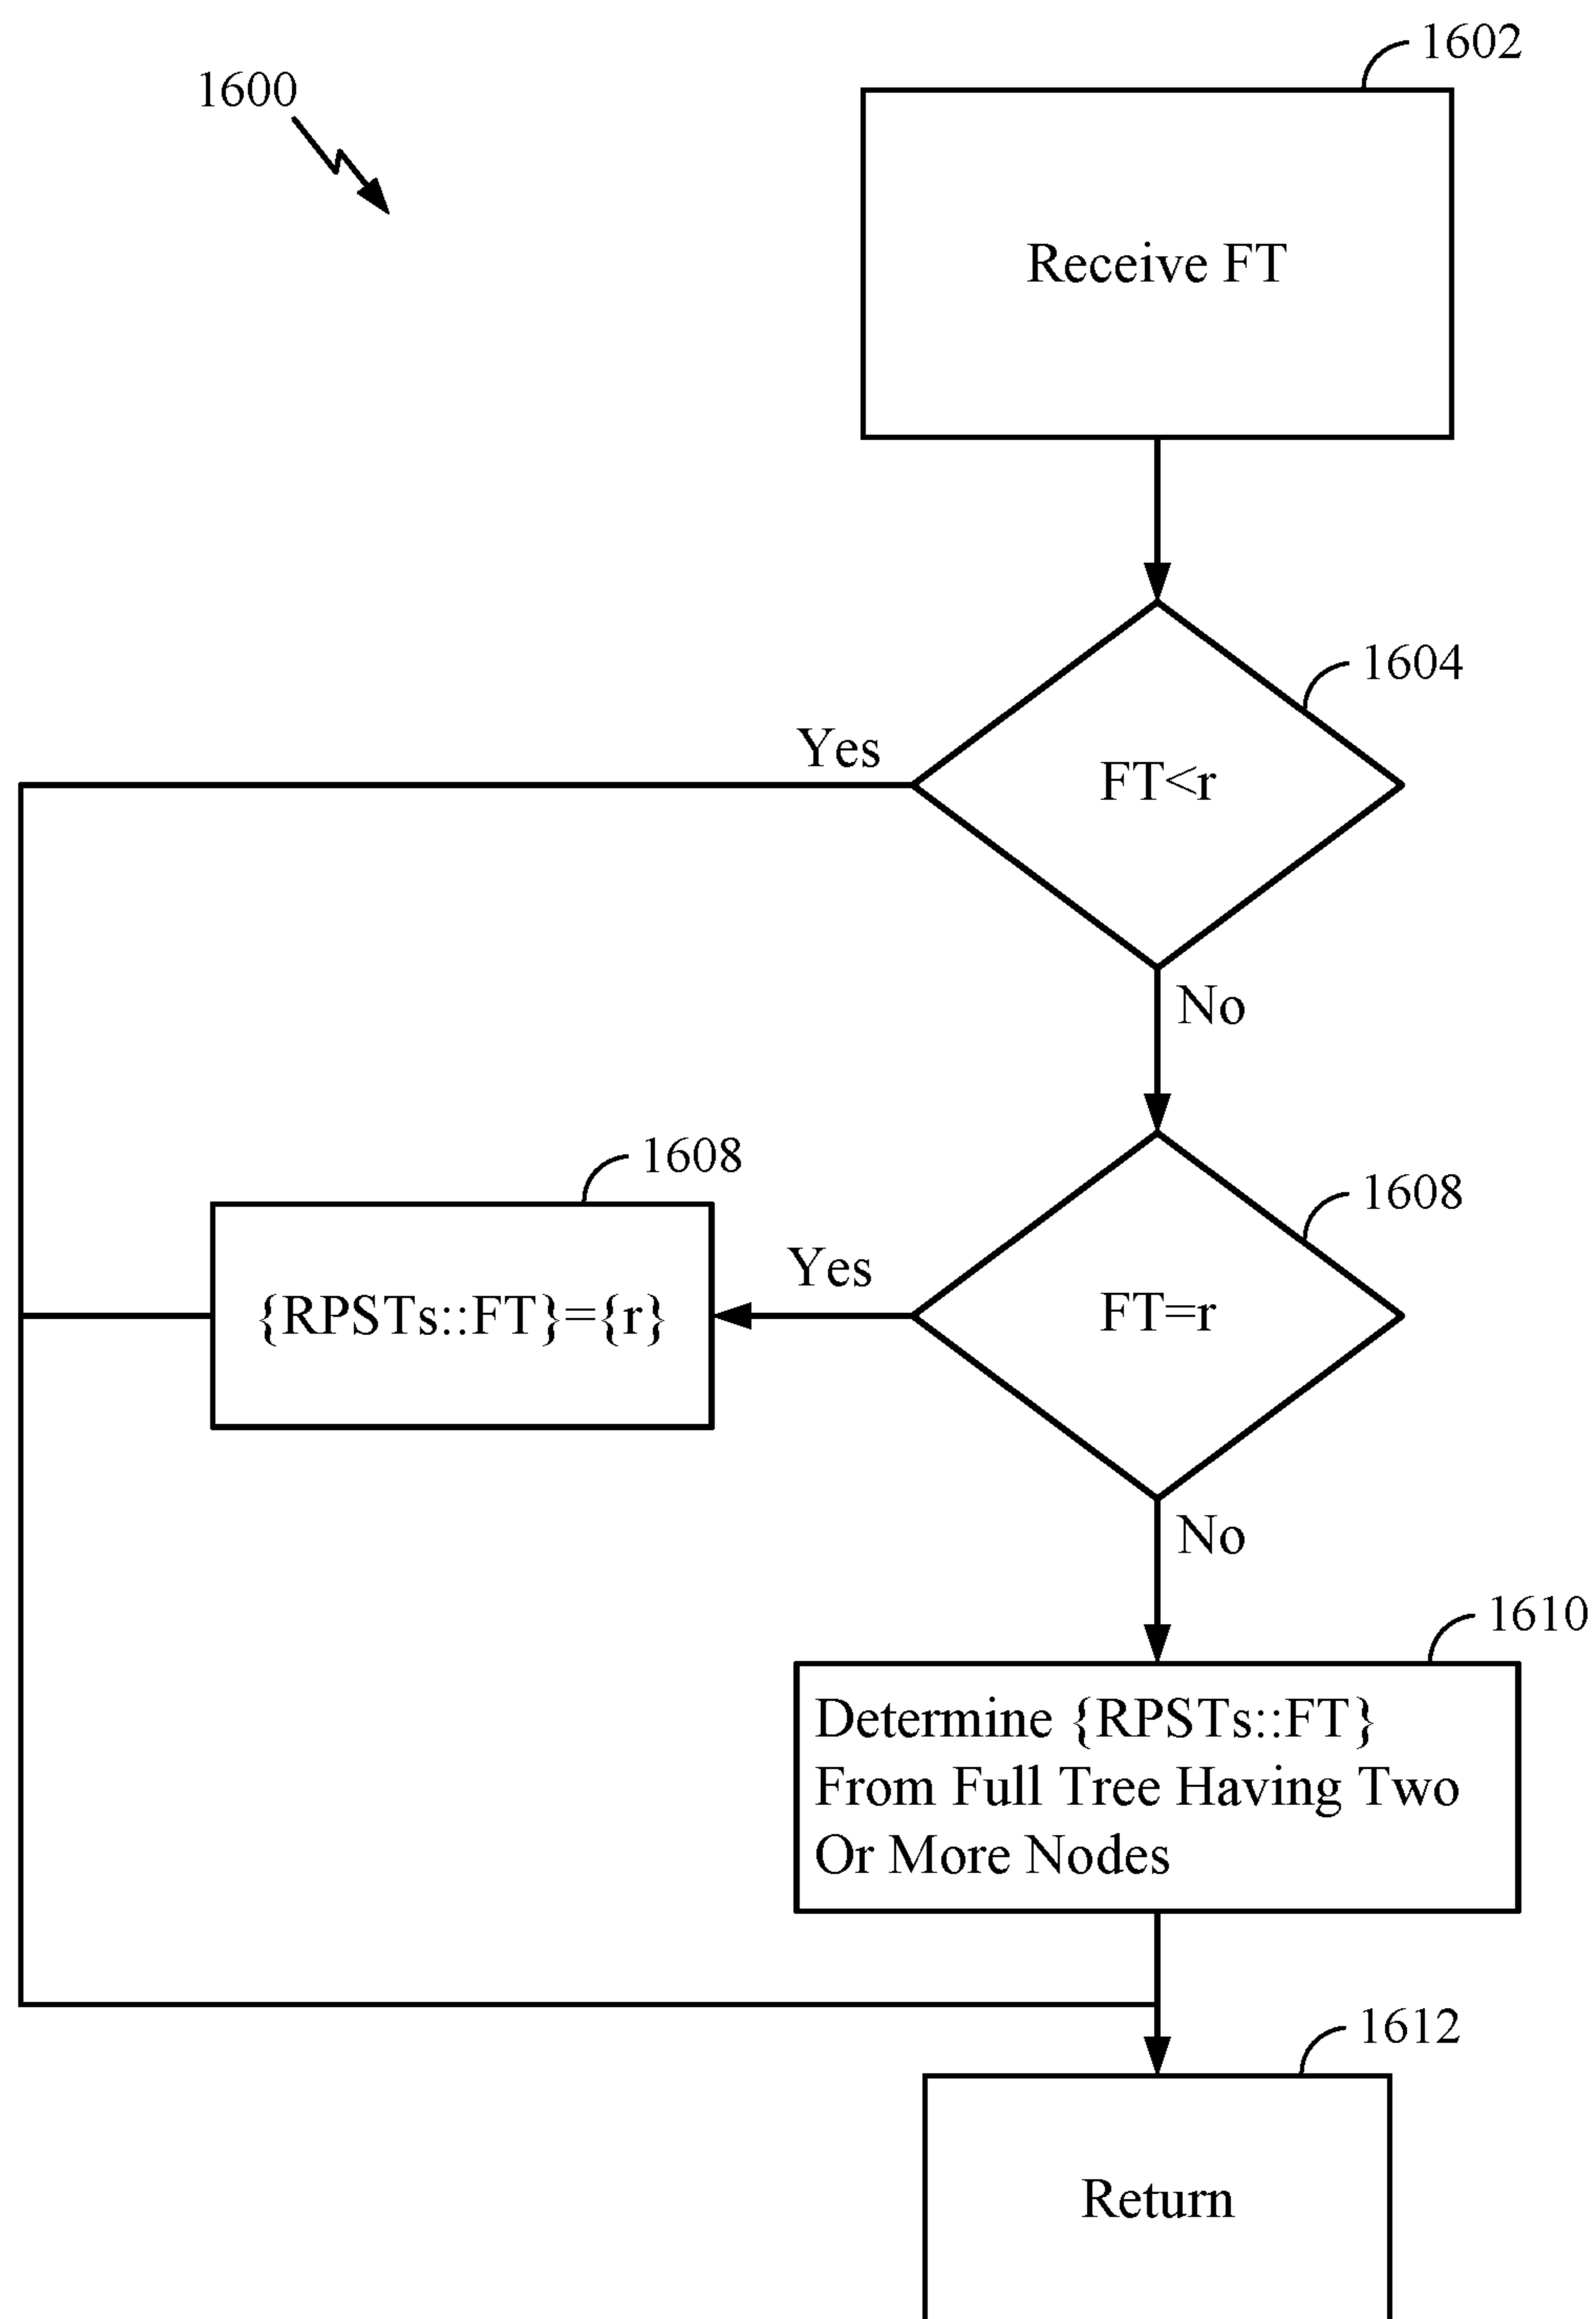 1602
1600
Receive FT
1604
Yes
FT<r
No
1608
1608
Yes
{RPSTs::FT}={r}
FT=r
No
1610
Determine {RPSTs::FT}
From Full Tree Having Two
Or More Nodes
1612
Return